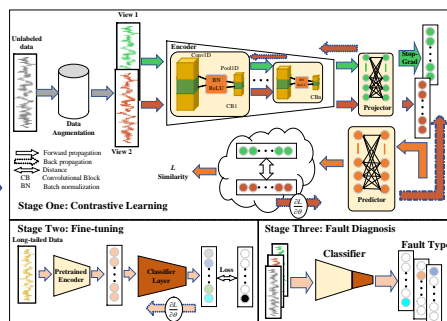 View 1
Unlabeled
data
Data
Augmentation
View 2
Encoder
Conv1D
Pool1D
BN
ReLU
CB1
BN
ReLU
CBn
Stop-
Grad
Projector
Forward propagation
Back propagation
Distance
CB Convolutional Block
BN Batch normalization
L
Similarity
∂L
∂θ
Predictor
Stage One: Contrastive Learning
Stage Two: Fine-tuning
Long-tailed Data
Pretrained
Encoder
Classifier
Layer
Loss
∂L
∂θ
Stage Three: Fault Diagnosis
Classifier
Fault Type